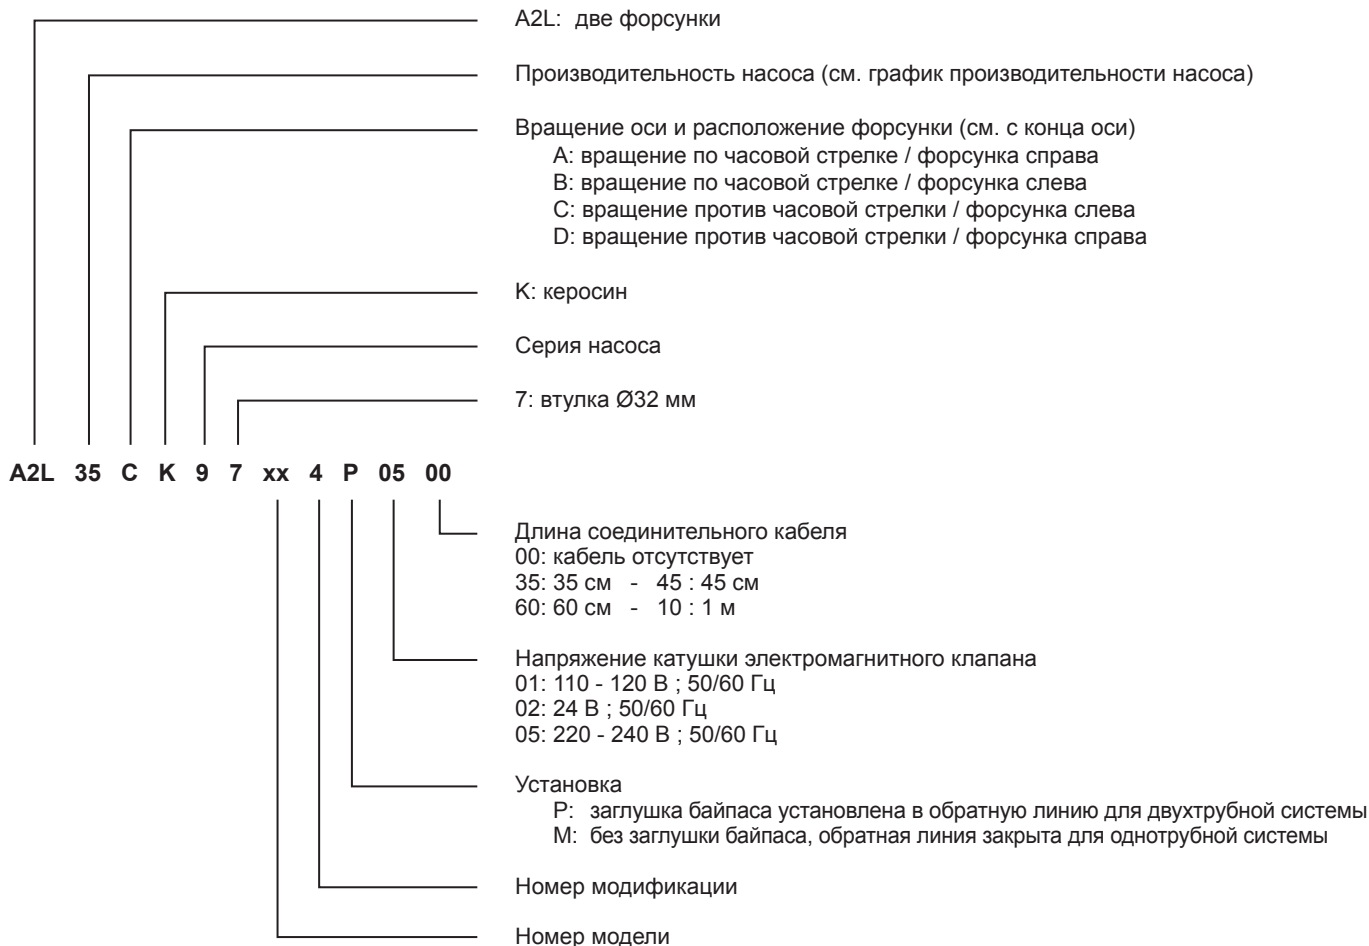 A2L: две форсунки
Производительность насоса (см. график производительности насоса)
Вращение оси и расположение форсунки (см. с конца оси)
A: вращение по часовой стрелке / форсунка справа
B: вращение по часовой стрелке / форсунка слева
C: вращение против часовой стрелки / форсунка слева
D: вращение против часовой стрелки / форсунка справа
K: керосин
Серия насоса
7: втулка Ø32 мм
A2L 35 C K 9 7 xx 4 P 05 00
Длина соединительного кабеля
00: кабель отсутствует
35: 35 см - 45 : 45 см
60: 60 см - 10 : 1 м
Напряжение катушки электромагнитного клапана
01: 110 - 120 В ; 50/60 Гц
02: 24 В ; 50/60 Гц
05: 220 - 240 В ; 50/60 Гц
Установка
P: заглушка байпаса установлена в обратную линию для двухтрубной системы
M: без заглушки байпаса, обратная линия закрыта для однотрубной системы
Номер модификации
Номер модели